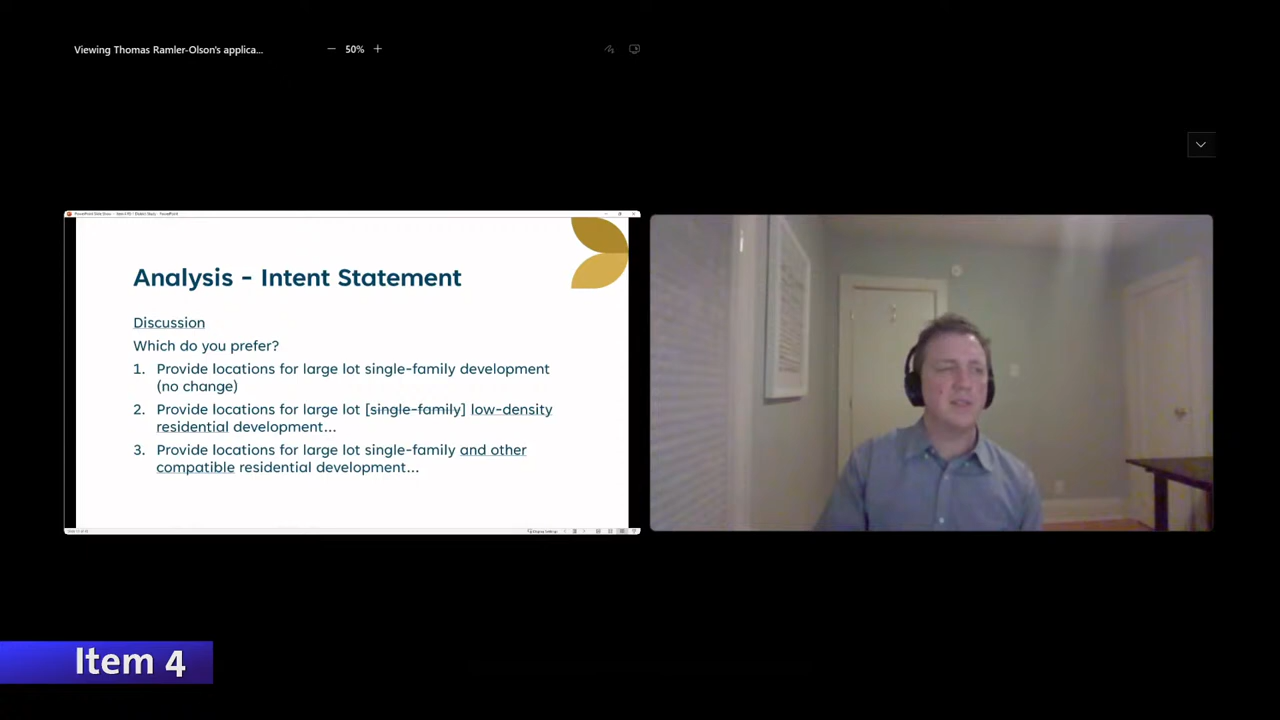 Viewing Thomas Ramler-Olson's applica...
50%
Analysis - Intent Statement
Discussion
Which do you prefer?
1. Provide locations for large lot single-family development
(no change)
2. Provide locations for large lot [single-family] low-density
residential development...
3. Provide locations for large lot single-family and other
compatible residential development...
Item 4